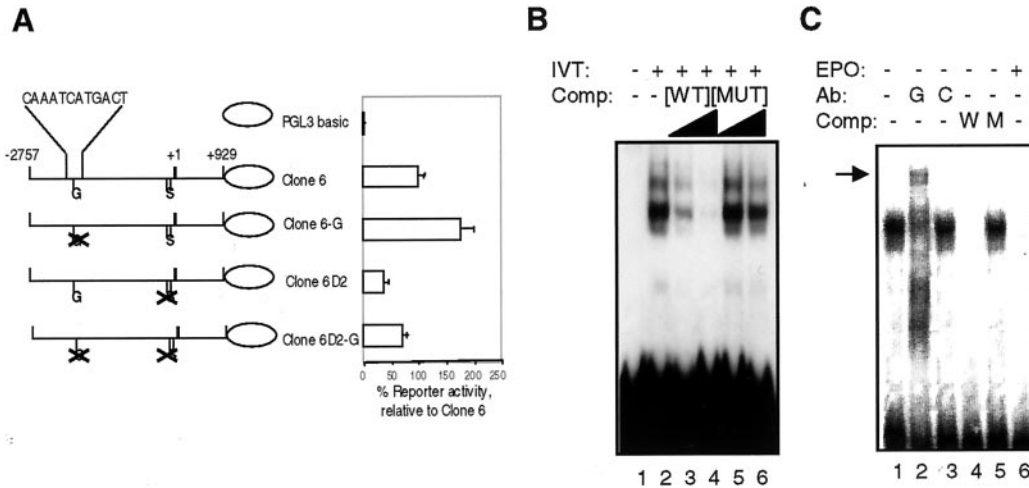 A
CAAATCATGACT
-2757
+1
+929
PGL3 basic
G
S
Clone 6
S
Clone 6-G
G
Clone 6D2
Clone 6D2-G
0 50 100 150 200 250
% Reporter activity,
relative to Clone 6
B
IVT: - + + + + +
Comp: - - [WT] [MUT]
1 2 3 4 5 6
C
EPO: - - - - - +
Ab: - G C - - -
Comp: - - - W M -
1 2 3 4 5 6